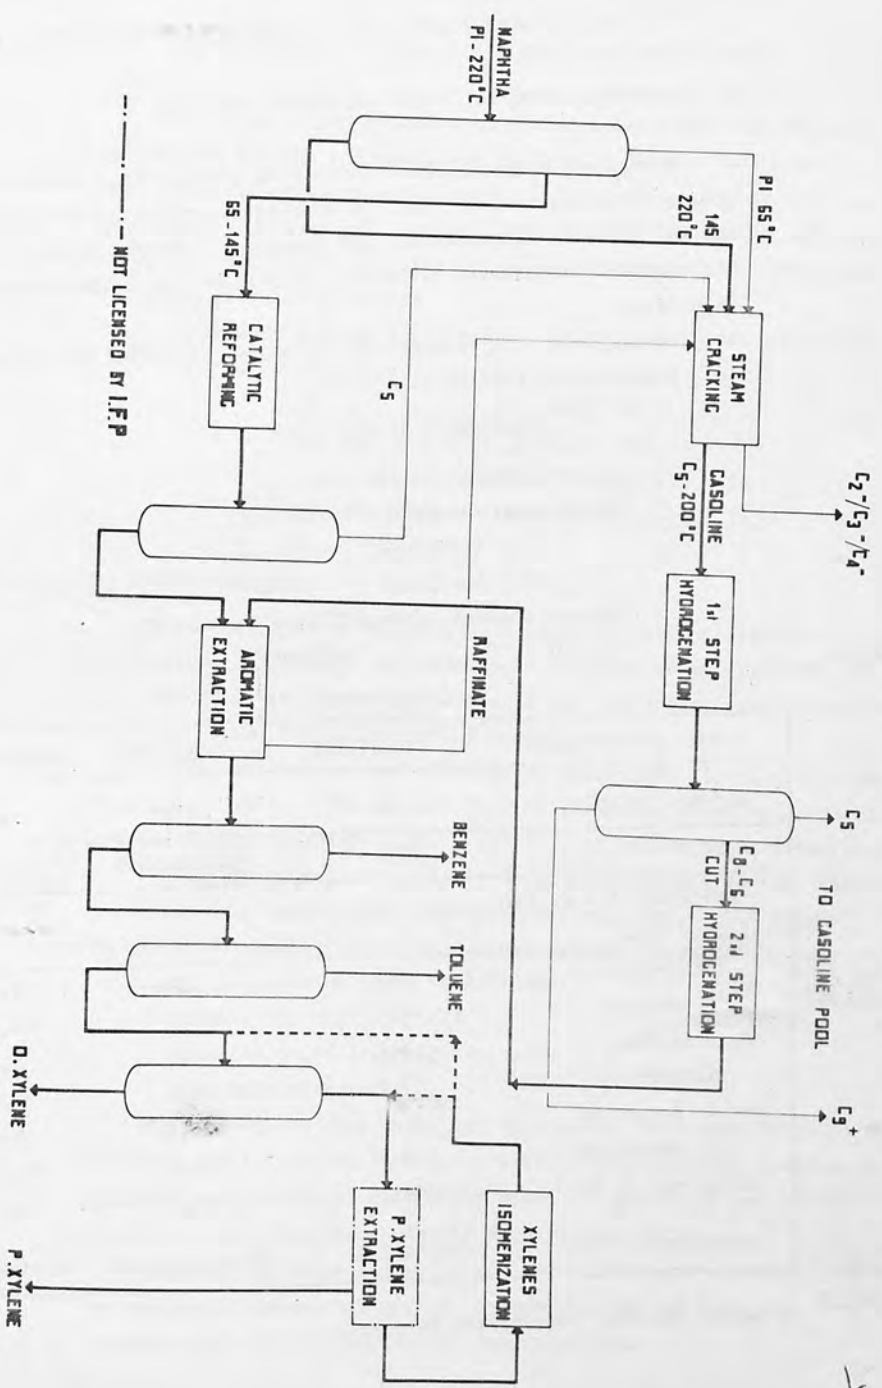 NAPHTHA
PI - 220°C
PI 65°C
145
220°C
65 - 145°C
STEAM
CRACKING
C2-/C3-/C4-
GASOLINE
C5 - 200°C
1st STEP
HYDROGENATION
C5
TO GASOLINE POOL
C8 - C6
CUT
2nd STEP
HYDROGENATION
C9+
CATALYTIC
REFORMING
C5
RAFFINATE
AROMATIC
EXTRACTION
BENZENE
TOLUENE
XYLENES
ISOMERIZATION
P.XYLENE
EXTRACTION
O.XYLENE
P.XYLENE
NOT LICENSED BY I.F.P